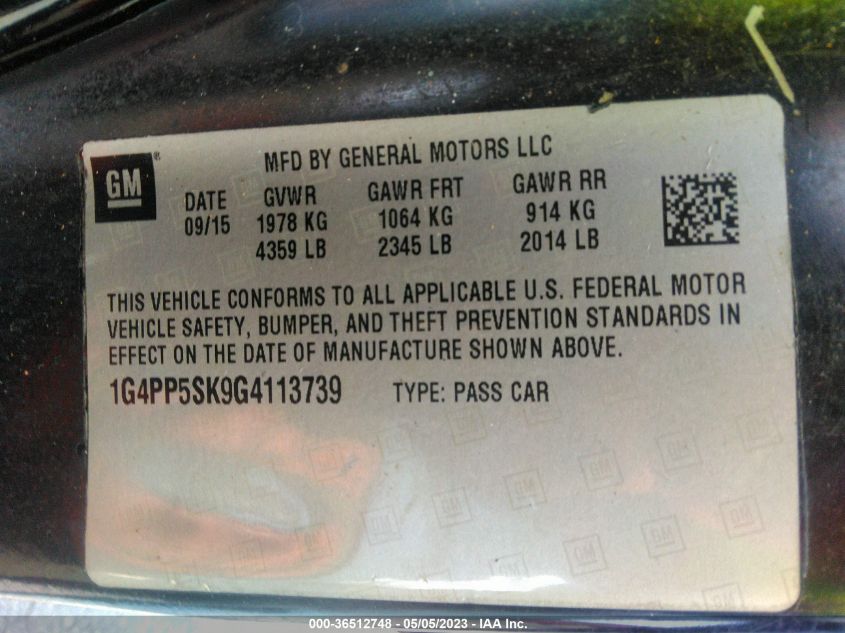 MFD BY GENERAL MOTORS LLC
GM®
DATE GVWR GAWR FRT GAWR RR
09/15 1978 KG 1064 KG 914 KG
4359 LB 2345 LB 2014 LB
THIS VEHICLE CONFORMS TO ALL APPLICABLE U.S. FEDERAL MOTOR
VEHICLE SAFETY, BUMPER, AND THEFT PREVENTION STANDARDS IN
EFFECT ON THE DATE OF MANUFACTURE SHOWN ABOVE.
1G4PP5SK9G4113739 TYPE: PASS CAR
000-36512748 - 05/05/2023 - IAA Inc.